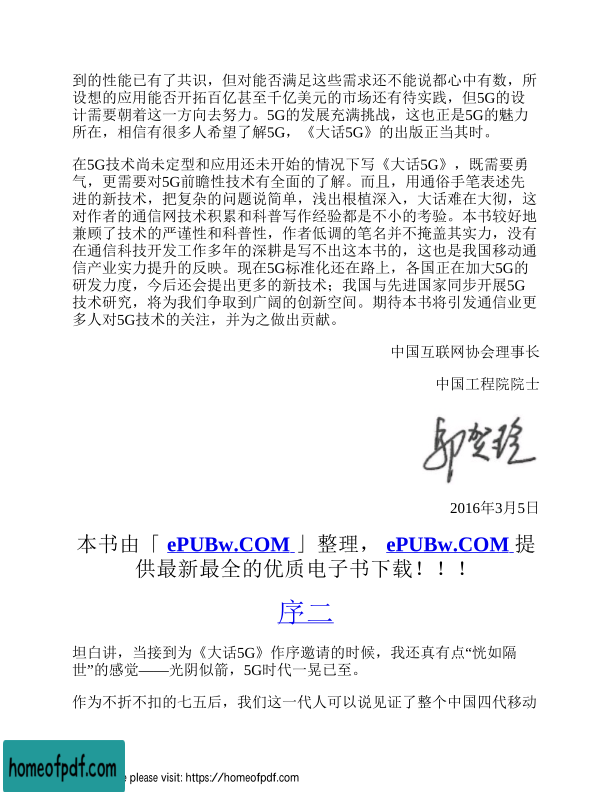 到的性能已有了共识，但对能否满足这些需求还不能说都心中有数，所
设想的应用能否开拓百亿甚至千亿美元的市场还有待实践，但5G的设
计需要朝着这一方向去努力。5G的发展充满挑战，这也正是5G的魅力
所在，相信有很多人希望了解5G，《大话5G》的出版正当其时。
在5G技术尚未定型和应用还未开始的情况下写《大话5G》，既需要勇
气，更需要对5G前瞻性技术有全面的了解。而且，用通俗手笔表述先
进的新技术，把复杂的问题说简单，浅出根植深入，大话难在大彻，这
对作者的通信网技术积累和科普写作经验都是不小的考验。本书较好地
兼顾了技术的严谨性和科普性，作者低调的笔名并不掩盖其实力，没有
在通信科技开发工作多年的深耕是写不出这本书的，这也是我国移动通
信产业实力提升的反映。现在5G标准化还在路上，各国正在加大5G的
研发力度，今后还会提出更多的新技术；我国与先进国家同步开展5G
技术研究，将为我们争取到广阔的创新空间。期待本书将引发通信业更
多人对5G技术的关注，并为之做出贡献。
中国互联网协会理事长
中国工程院院士
2016年3月5日
本书由「 ePUBw.COM 」整理， ePUBw.COM 提
供最新最全的优质电子书下载！！！
序二
坦白讲，当接到为《大话5G》作序邀请的时候，我还真有点“恍如隔
世”的感觉——光阴似箭，5G时代一晃已至。
作为不折不扣的七五后，我们这一代人可以说见证了整个中国四代移动
homeofpdf.com
e please visit: https://homeofpdf.com